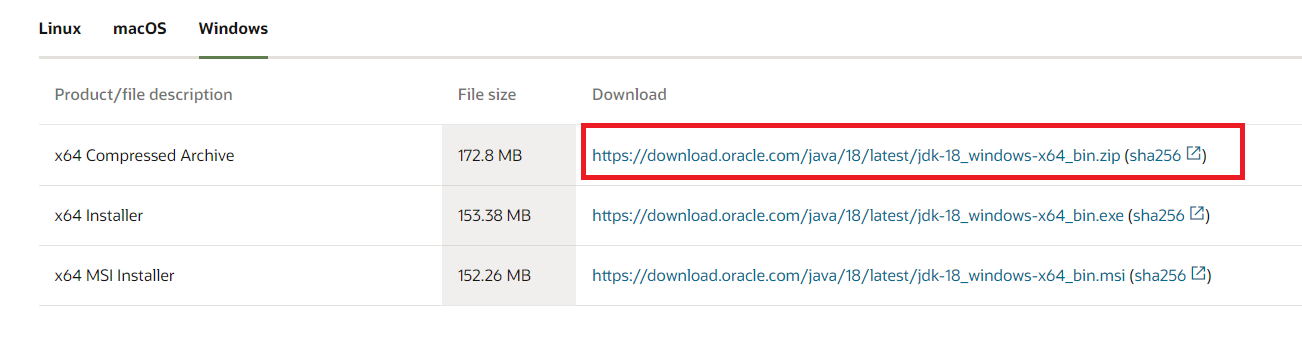 Linux macOS Windows
Product/file description File size Download
x64 Compressed Archive 172.8 MB https://download.oracle.com/java/18/latest/jdk-18_windows-x64_bin.zip (sha256)
x64 Installer 153.38 MB https://download.oracle.com/java/18/latest/jdk-18_windows-x64_bin.exe (sha256)
x64 MSI Installer 152.26 MB https://download.oracle.com/java/18/latest/jdk-18_windows-x64_bin.msi (sha256)